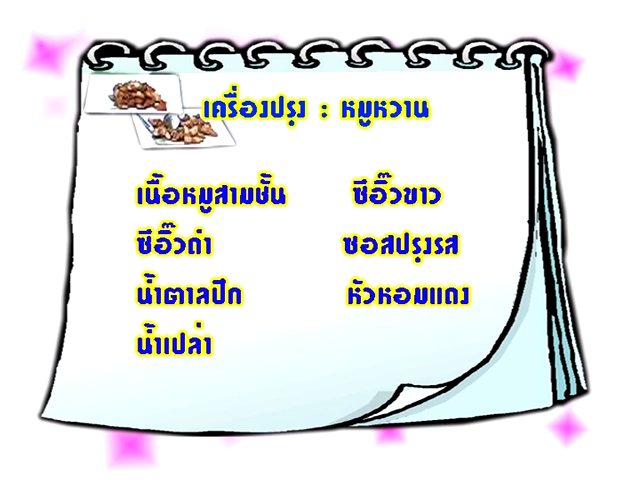 เครื่องปรุง : หมูหวาน
เนื้อหมูสามชั้น ซีอิ๊วขาว
ซีอิ๊วดำ ซอสปรุงรส
น้ำตาลปึก หัวหอมแดง
น้ำเปล่า